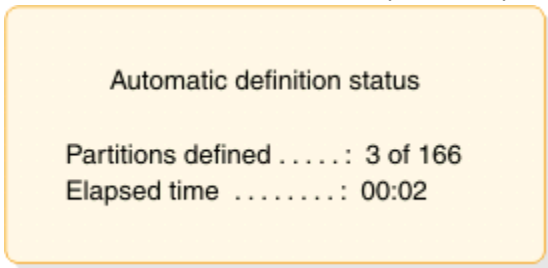 Automatic definition status
Partitions defined . . . . . : 3 of 166
Elapsed time . . . . . . . . : 00:02